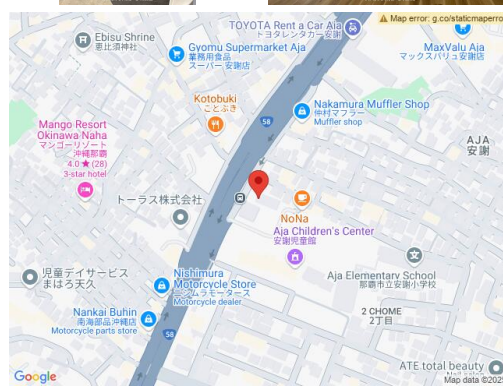 TOYOTA Rent a Car Aja
トヨタレンタカー安謝
Map error: g.co/staticmaperro
Ebisu Shrine
恵比須神社
Gyomu Supermarket Aja
業務用食品
スーパー 安謝店
MaxValu Aja
マックスバリュ安謝店
Kotobuki
ことぶき
Nakamura Muffler Shop
仲村マフラー
Muffler shop
58
Mango Resort
Okinawa Naha
マンゴーリゾート
沖縄那覇
4.0★(28)
3-star hotel
AJA
安謝
トーラス株式会社
NoNa
Aja Children's Center
安謝児童館
児童デイサービス
まはろ天久
Nishimura
Motorcycle Store
ニシムラモータース
Motorcycle dealer
Aja Elementary School
那覇市立安謝小学校
Nankai Buhin
南海部品沖縄店
Motorcycle parts store
58
2 CHOME
2丁目
ATE total beauty
Google
Map data ©202